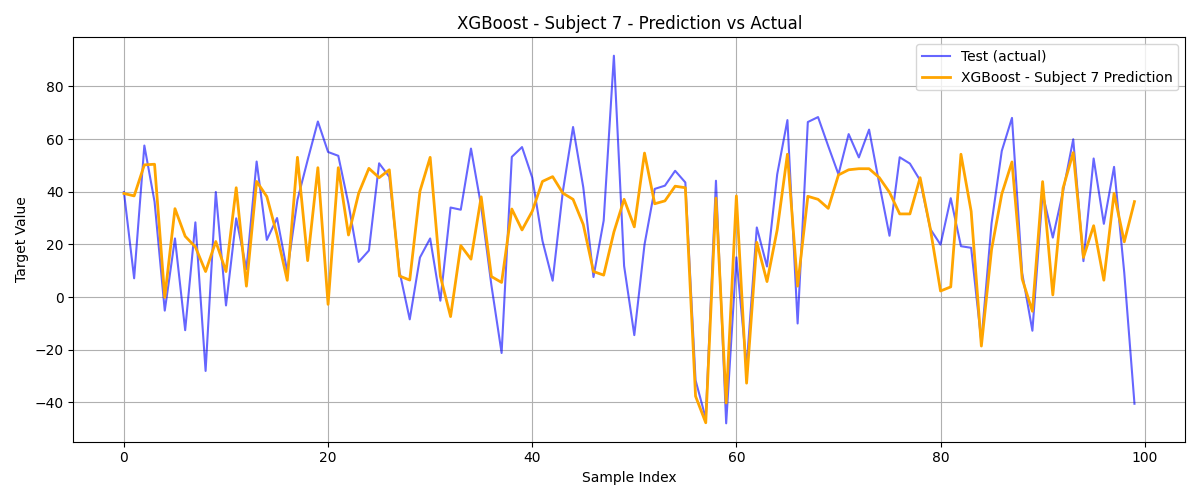 XGBoost - Subject 7 - Prediction vs Actual
Test (actual)
XGBoost - Subject 7 Prediction
Target Value
80
60
40
20
0
−20
−40
0 20 40 60 80 100
Sample Index